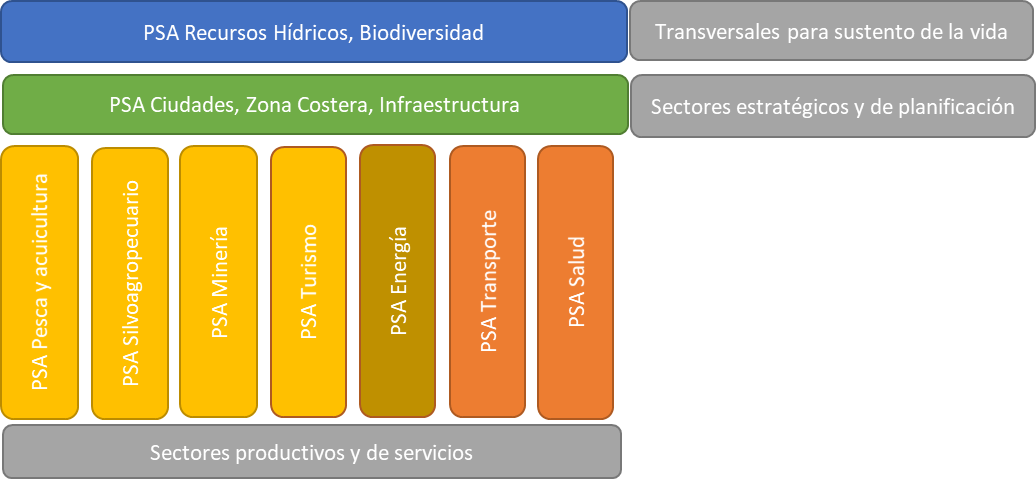 PSA Recursos Hídricos, Biodiversidad
Transversales para sustento de la vida
PSA Ciudades, Zona Costera, Infraestructura
Sectores estratégicos y de planificación
PSA Pesca y acuicultura
PSA Silvoagropecuario
PSA Minería
PSA Turismo
PSA Energía
PSA Transporte
PSA Salud
Sectores productivos y de servicios